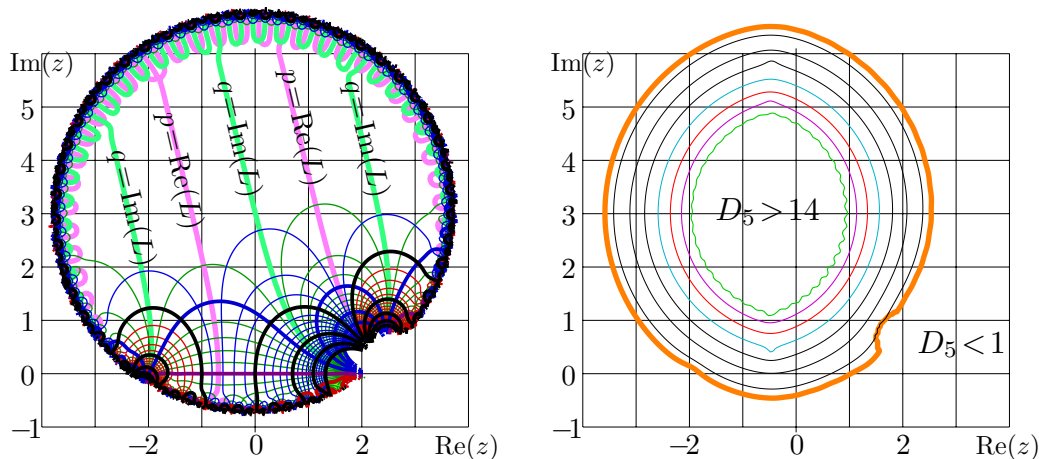 Im(z)
5
4
3
2
1
0
−1
−2
0
2
Re(z)
q=Im(L)
p=Re(L)
q=Im(L)
p=Re(L)
q=Im(L)
Im(z)
5
4
3
2
1
0
−1
−2
0
2
Re(z)
D₅>14
D₅<1